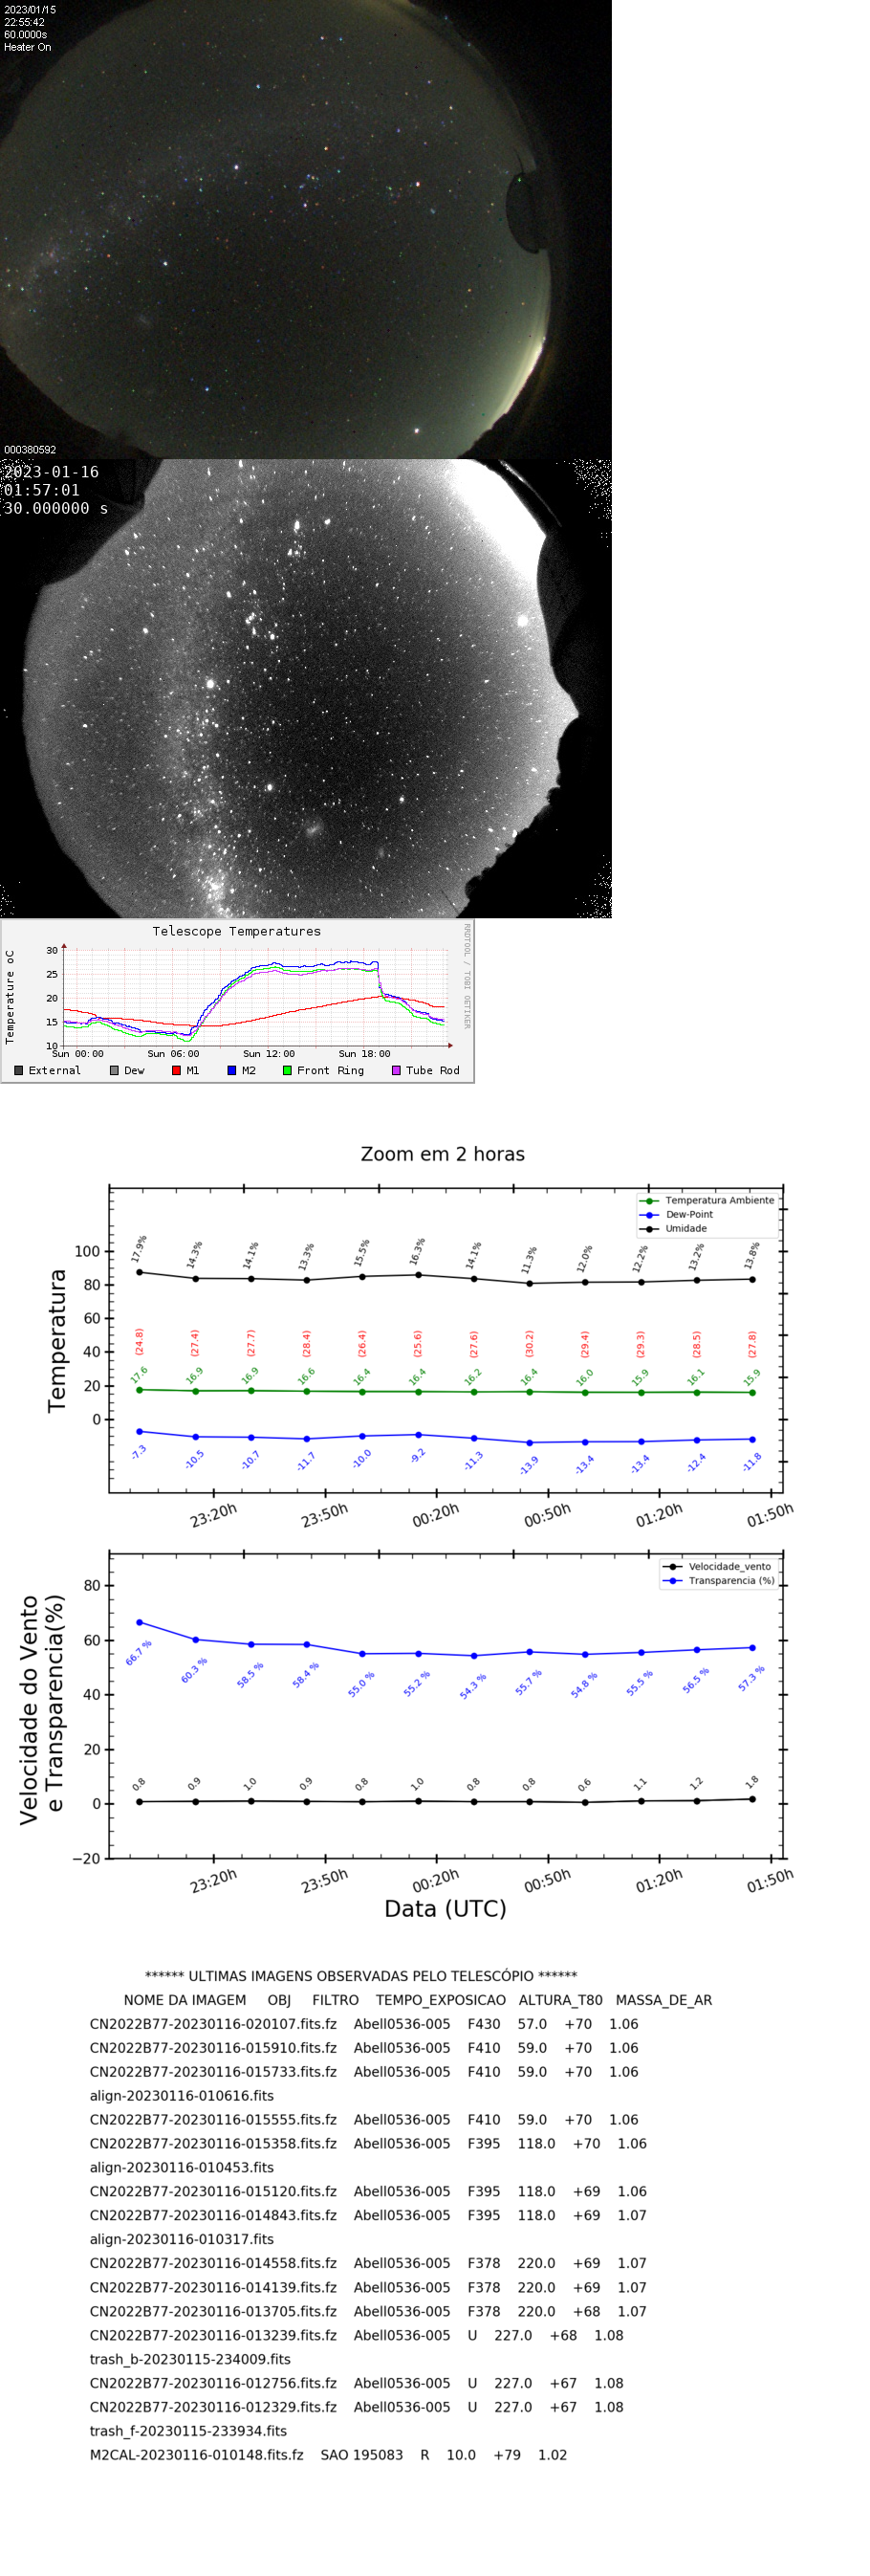 2023/01/15
22:55:42
60.0000s
Heater On
000380592
2023-01-16
01:57:01
30.000000 s
Telescope Temperatures
RRDTOOL / TOBI OETIKER
Temperature oC
30
25
20
15
10
Sun 00:00 Sun 06:00 Sun 12:00 Sun 18:00
External Dew M1 M2 Front Ring Tube Rod
Zoom em 2 horas
Temperatura Ambiente
Dew-Point
Umidade
Temperatura
100
80
60
40
20
0
17.9% 14.3% 14.1% 13.3% 15.5% 16.3% 14.1% 11.3% 12.0% 12.2% 13.2% 13.8%
(24.8) (27.4) (27.7) (28.4) (26.4) (25.6) (27.6) (30.2) (29.4) (29.3) (28.5) (27.8)
17.6 16.9 16.9 16.6 16.4 16.4 16.2 16.4 16.0 15.9 16.1 15.9
-7.3 -10.5 -10.7 -11.7 -10.0 -9.2 -11.3 -13.9 -13.4 -13.4 -12.4 -11.8
23:20h 23:50h 00:20h 00:50h 01:20h 01:50h
Velocidade_vento
Transparencia (%)
Velocidade do Vento
e Transparencia(%)
80
60
40
20
0
−20
66.7 % 60.3 % 58.5 % 58.4 % 55.0 % 55.2 % 54.3 % 55.7 % 54.8 % 55.5 % 56.5 % 57.3 %
0.8 0.9 1.0 0.9 0.8 1.0 0.8 0.8 0.6 1.1 1.2 1.8
23:20h 23:50h 00:20h 00:50h 01:20h 01:50h
Data (UTC)
****** ULTIMAS IMAGENS OBSERVADAS PELO TELESCÓPIO ******
NOME DA IMAGEM OBJ FILTRO TEMPO_EXPOSICAO ALTURA_T80 MASSA_DE_AR
CN2022B77-20230116-020107.fits.fz Abell0536-005 F430 57.0 +70 1.06
CN2022B77-20230116-015910.fits.fz Abell0536-005 F410 59.0 +70 1.06
CN2022B77-20230116-015733.fits.fz Abell0536-005 F410 59.0 +70 1.06
align-20230116-010616.fits
CN2022B77-20230116-015555.fits.fz Abell0536-005 F410 59.0 +70 1.06
CN2022B77-20230116-015358.fits.fz Abell0536-005 F395 118.0 +70 1.06
align-20230116-010453.fits
CN2022B77-20230116-015120.fits.fz Abell0536-005 F395 118.0 +69 1.06
CN2022B77-20230116-014843.fits.fz Abell0536-005 F395 118.0 +69 1.07
align-20230116-010317.fits
CN2022B77-20230116-014558.fits.fz Abell0536-005 F378 220.0 +69 1.07
CN2022B77-20230116-014139.fits.fz Abell0536-005 F378 220.0 +69 1.07
CN2022B77-20230116-013705.fits.fz Abell0536-005 F378 220.0 +68 1.07
CN2022B77-20230116-013239.fits.fz Abell0536-005 U 227.0 +68 1.08
trash_b-20230115-234009.fits
CN2022B77-20230116-012756.fits.fz Abell0536-005 U 227.0 +67 1.08
CN2022B77-20230116-012329.fits.fz Abell0536-005 U 227.0 +67 1.08
trash_f-20230115-233934.fits
M2CAL-20230116-010148.fits.fz SAO 195083 R 10.0 +79 1.02